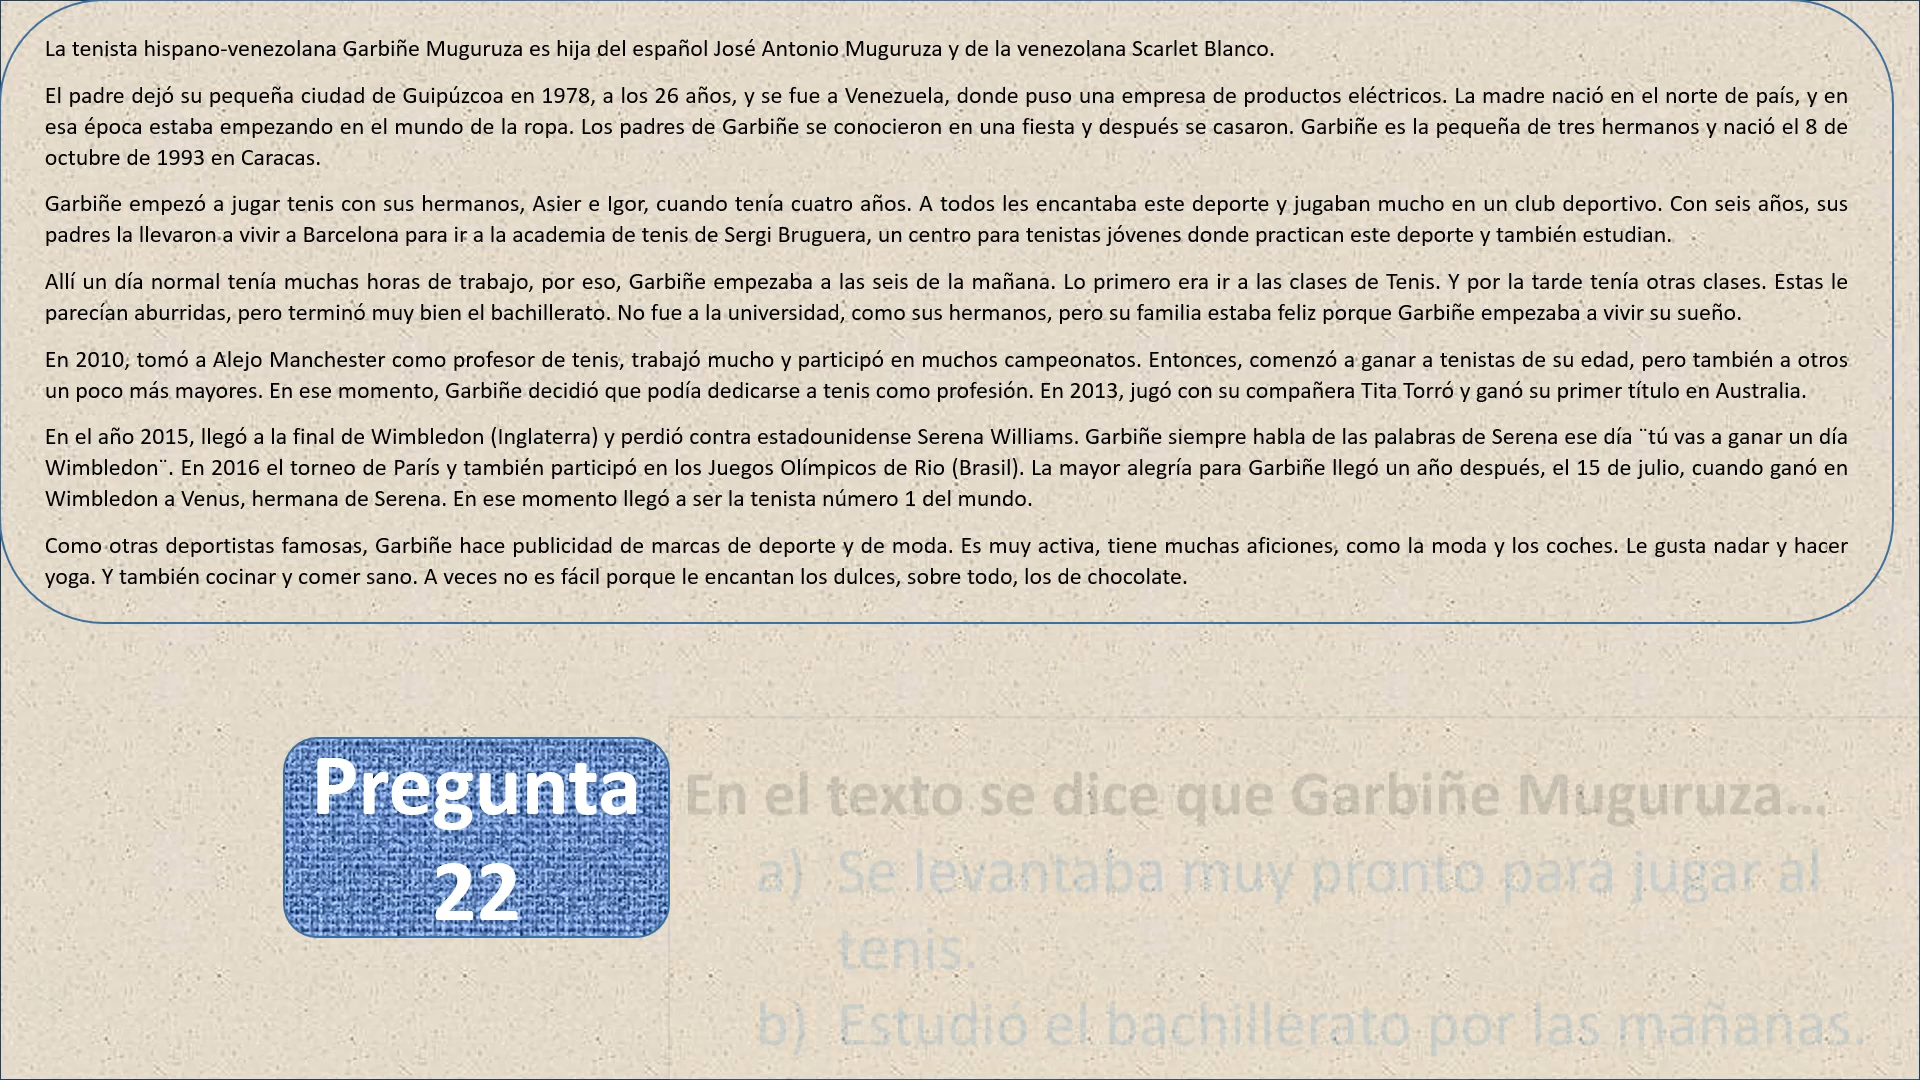 La tenista hispano-venezolana Garbiñe Muguruza es hija del español José Antonio Muguruza y de la venezolana Scarlet Blanco.
El padre dejó su pequeña ciudad de Guipúzcoa en 1978, a los 26 años, y se fue a Venezuela, donde puso una empresa de productos eléctricos. La madre nació en el norte de país, y en
esa época estaba empezando en el mundo de la ropa. Los padres de Garbiñe se conocieron en una fiesta y después se casaron. Garbiñe es la pequeña de tres hermanos y nació el 8 de
octubre de 1993 en Caracas.
Garbiñe empezó a jugar tenis con sus hermanos, Asier e Igor, cuando tenía cuatro años. A todos les encantaba este deporte y jugaban mucho en un club deportivo. Con seis años, sus
padres la llevaron a vivir a Barcelona para ir a la academia de tenis de Sergi Bruguera, un centro para tenistas jóvenes donde practican este deporte y también estudian.
Allí un día normal tenía muchas horas de trabajo, por eso, Garbiñe empezaba a las seis de la mañana. Lo primero era ir a las clases de Tenis. Y por la tarde tenía otras clases. Estas le
parecían aburridas, pero terminó muy bien el bachillerato. No fue a la universidad, como sus hermanos, pero su familia estaba feliz porque Garbiñe empezaba a vivir su sueño.
En 2010, tomó a Alejo Manchester como profesor de tenis, trabajó mucho y participó en muchos campeonatos. Entonces, comenzó a ganar a tenistas de su edad, pero también a otros
un poco más mayores. En ese momento, Garbiñe decidió que podía dedicarse a tenis como profesión. En 2013, jugó con su compañera Tita Torró y ganó su primer título en Australia.
En el año 2015, llegó a la final de Wimbledon (Inglaterra) y perdió contra estadounidense Serena Williams. Garbiñe siempre habla de las palabras de Serena ese día ¨tú vas a ganar un día
Wimbledon¨. En 2016 el torneo de París y también participó en los Juegos Olímpicos de Rio (Brasil). La mayor alegría para Garbiñe llegó un año después, el 15 de julio, cuando ganó en
Wimbledon a Venus, hermana de Serena. En ese momento llegó a ser la tenista número 1 del mundo.
Como otras deportistas famosas, Garbiñe hace publicidad de marcas de deporte y de moda. Es muy activa, tiene muchas aficiones, como la moda y los coches. Le gusta nadar y hacer
yoga. Y también cocinar y comer sano. A veces no es fácil porque le encantan los dulces, sobre todo, los de chocolate.
Pregunta
22
En el texto se dice que Garbiñe Muguruza...
a) Se levantaba muy pronto para jugar al
tenis.
b) Estudió el bachillerato por las mañanas.